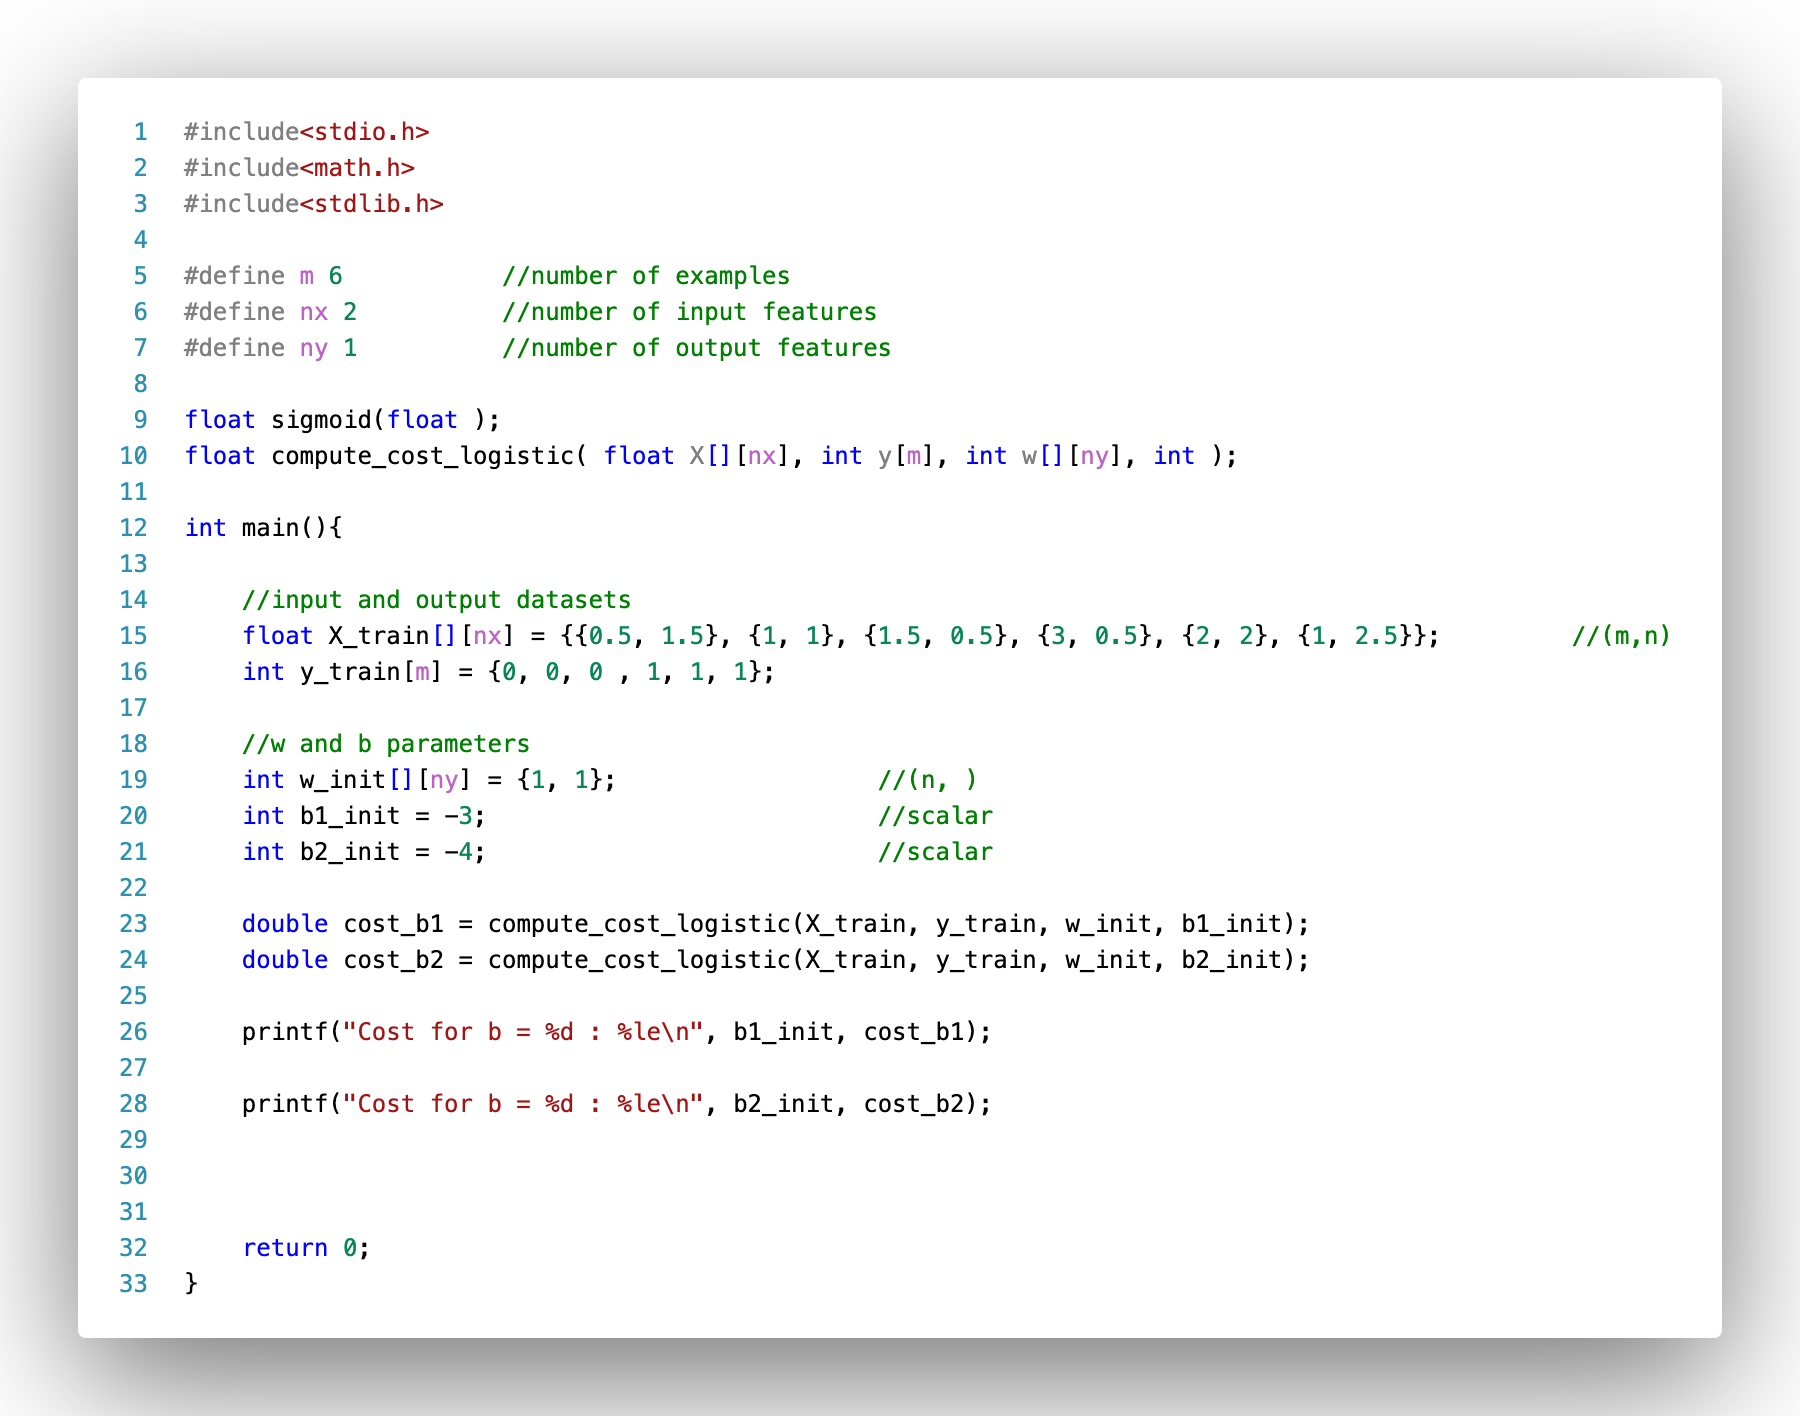 1 #include<stdio.h>
2 #include<math.h>
3 #include<stdlib.h>
4
5 #define m 6           //number of examples
6 #define nx 2          //number of input features
7 #define ny 1          //number of output features
8
9 float sigmoid(float );
10 float compute_cost_logistic( float X[][nx], int y[m], int w[][ny], int );
11
12 int main(){
13
14     //input and output datasets
15     float X_train[][nx] = {{0.5, 1.5}, {1, 1}, {1.5, 0.5}, {3, 0.5}, {2, 2}, {1, 2.5}};         //(m,n)
16     int y_train[m] = {0, 0, 0 , 1, 1, 1};
17
18     //w and b parameters
19     int w_init[][ny] = {1, 1};                  //(n, )
20     int b1_init = -3;                           //scalar
21     int b2_init = -4;                           //scalar
22
23     double cost_b1 = compute_cost_logistic(X_train, y_train, w_init, b1_init);
24     double cost_b2 = compute_cost_logistic(X_train, y_train, w_init, b2_init);
25
26     printf("Cost for b = %d : %le\n", b1_init, cost_b1);
27
28     printf("Cost for b = %d : %le\n", b2_init, cost_b2);
29
30
31
32     return 0;
33 }